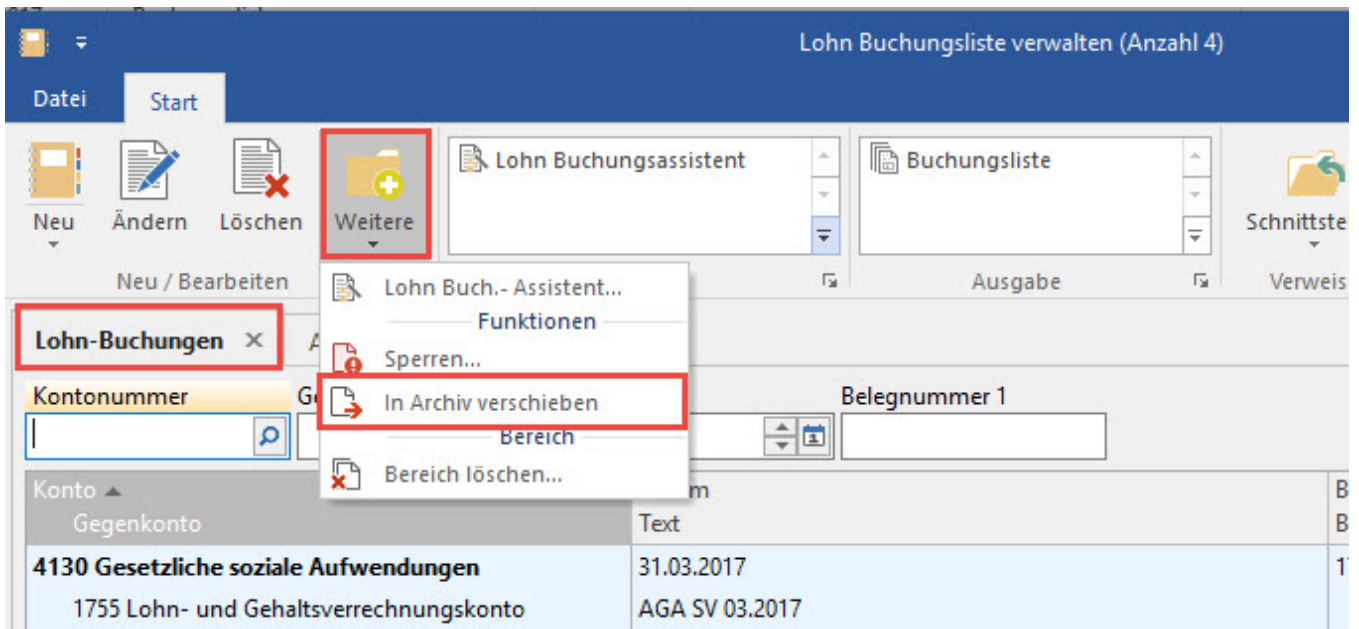 Lohn Buchungsliste verwalten (Anzahl 4)
Datei Start
Lohn Buchungsassistent
Buchungsliste
Neu Ändern Löschen Weitere
Neu / Bearbeiten
Ausgabe
Lohn Buch.- Assistent...
Funktionen
Sperren...
In Archiv verschieben
Bereich
Bereich löschen...
Lohn-Buchungen
Kontonummer
Belegnummer 1
Konto
Gegenkonto
Text
4130 Gesetzliche soziale Aufwendungen 31.03.2017
1755 Lohn- und Gehaltsverrechnungskonto AGA SV 03.2017